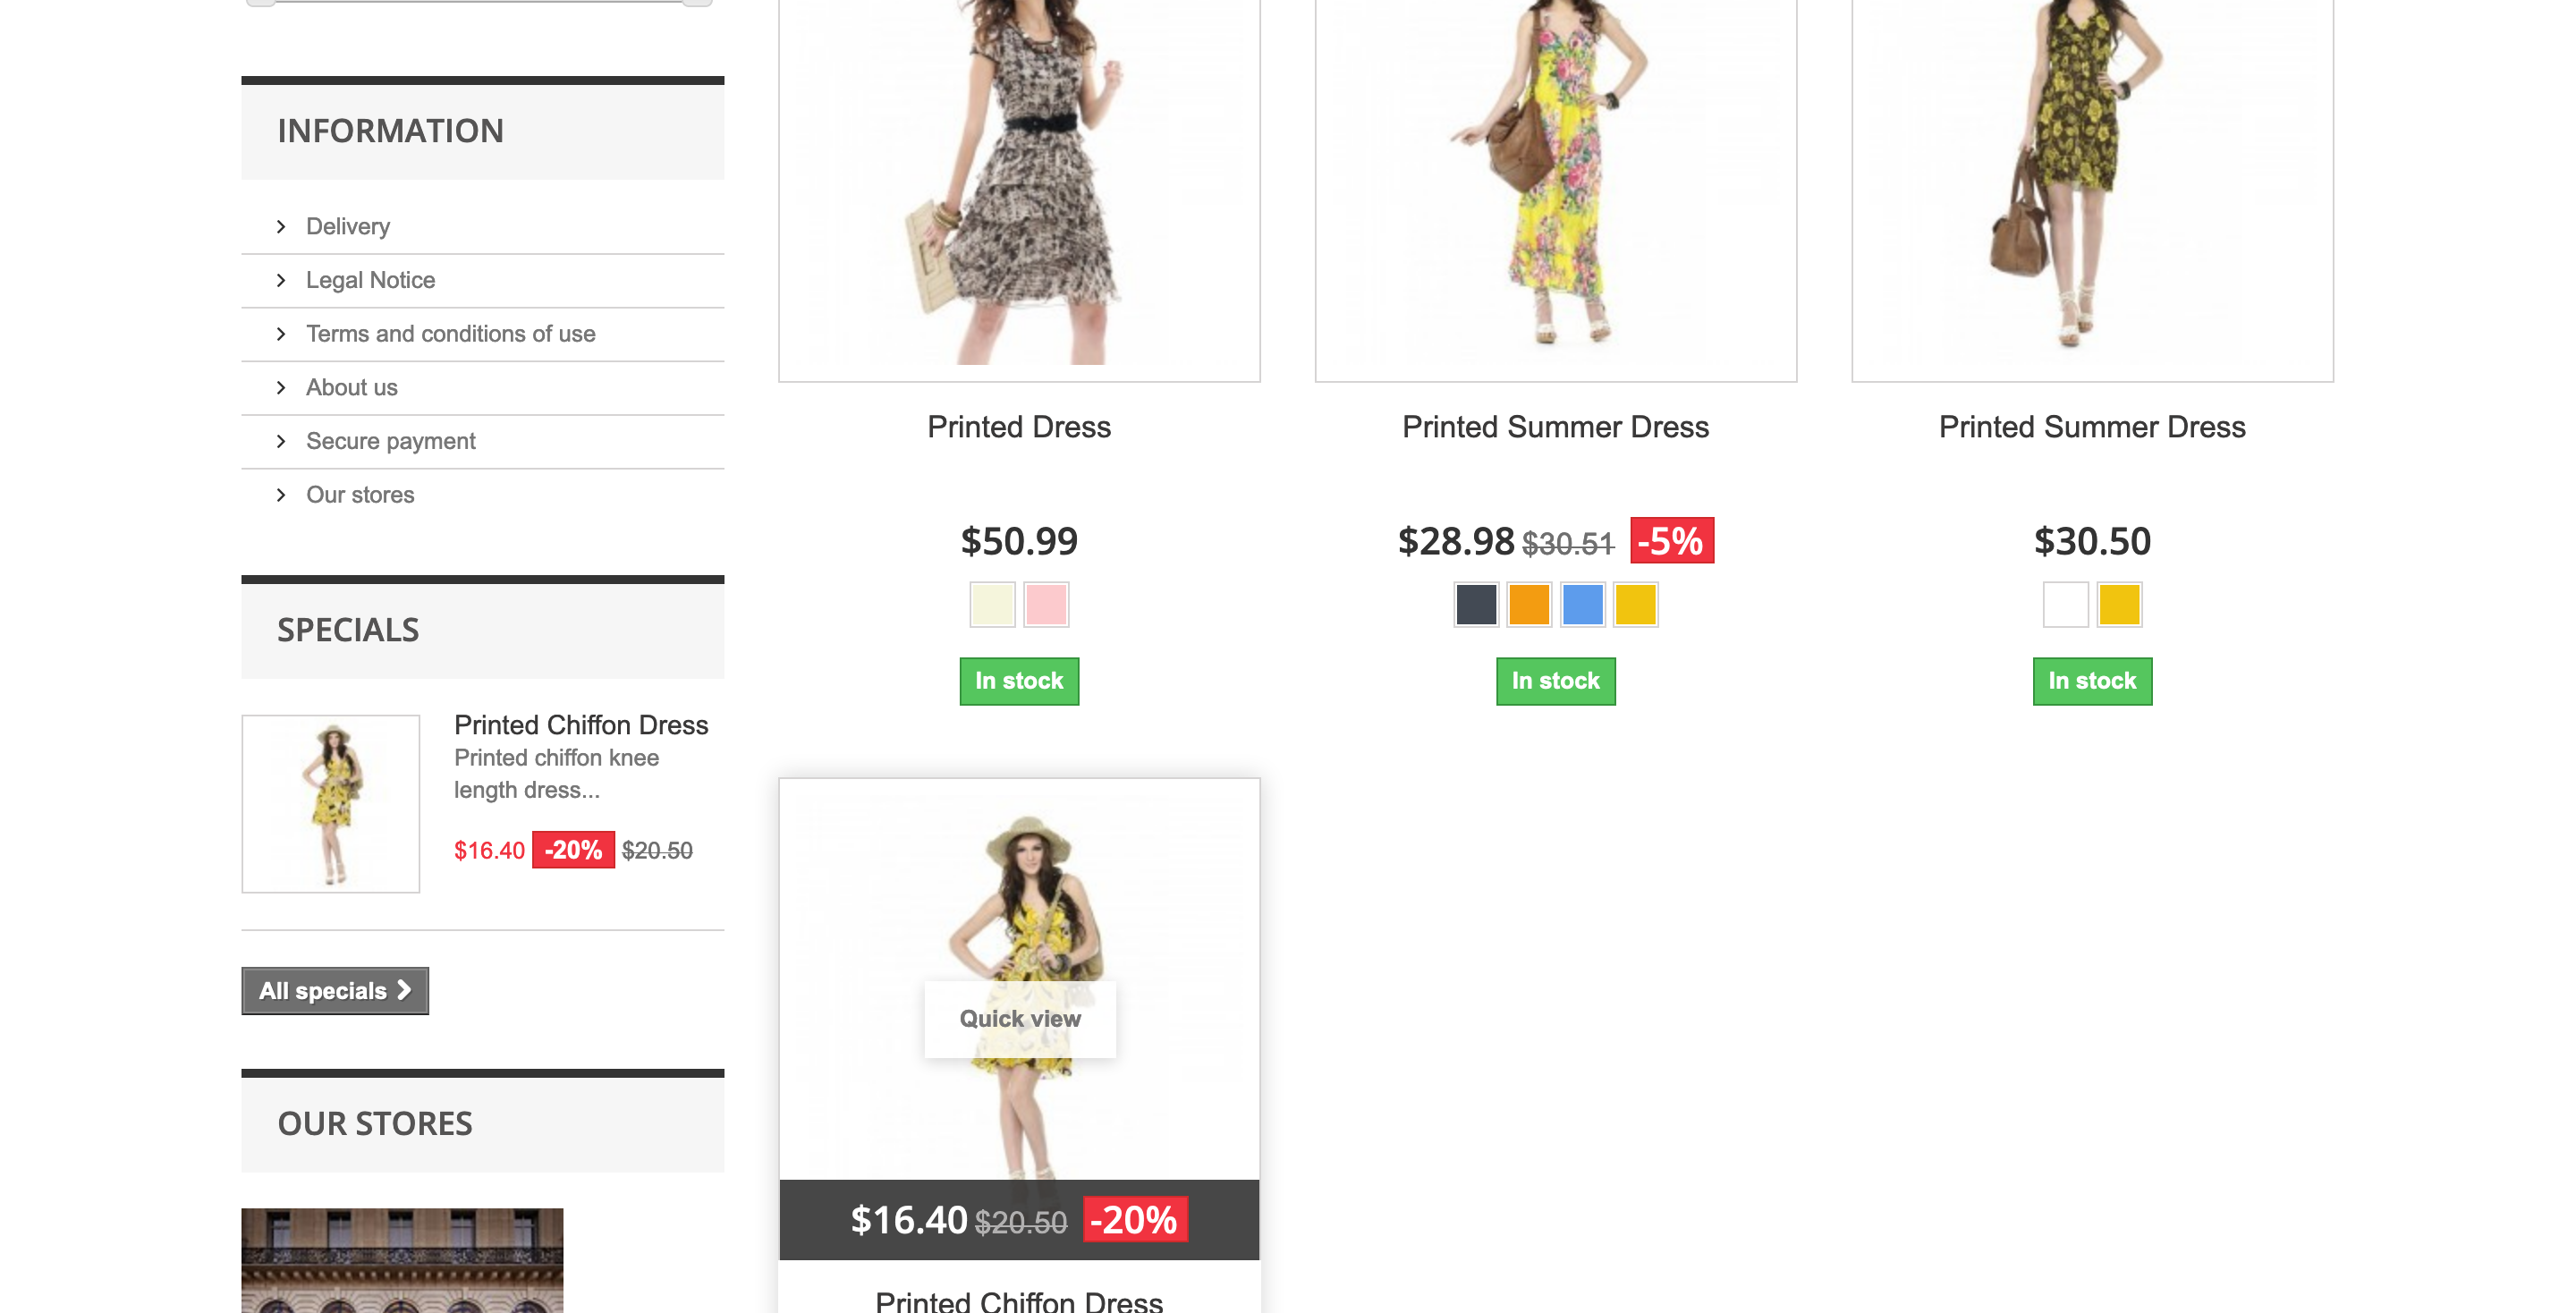 INFORMATION
Delivery
Legal Notice
Terms and conditions of use
About us
Secure payment
Our stores
SPECIALS
Printed Chiffon Dress
Printed chiffon knee
length dress...
$16.40 -20% $20.50
All specials
OUR STORES
Printed Dress
$50.99
In stock
Printed Summer Dress
$28.98 $30.51 -5%
In stock
Printed Summer Dress
$30.50
In stock
Quick view
$16.40 $20.50 -20%
Printed Chiffon Dress